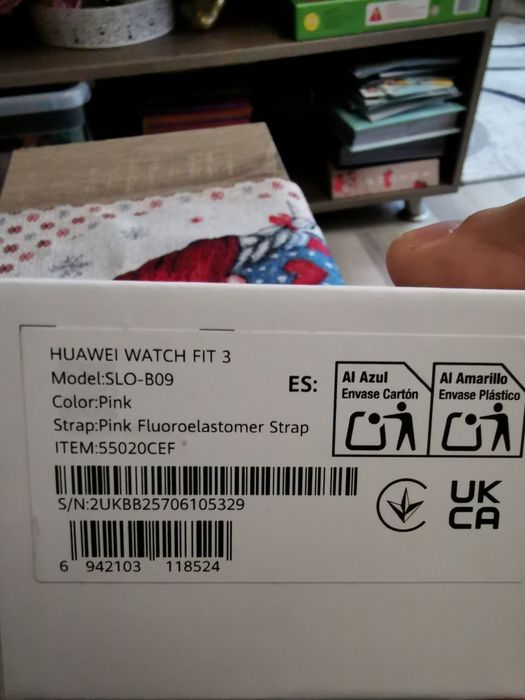 HUAWEI WATCH FIT 3
Model:SLO-B09
Color:Pink
Strap:Pink Fluoroelastomer Strap
ITEM:55020CEF
S/N:2UKBB25706105329
6 942103 118524
ES:
Al Azul
Envase Cartón
Al Amarillo
Envase Plástico
UK
CA